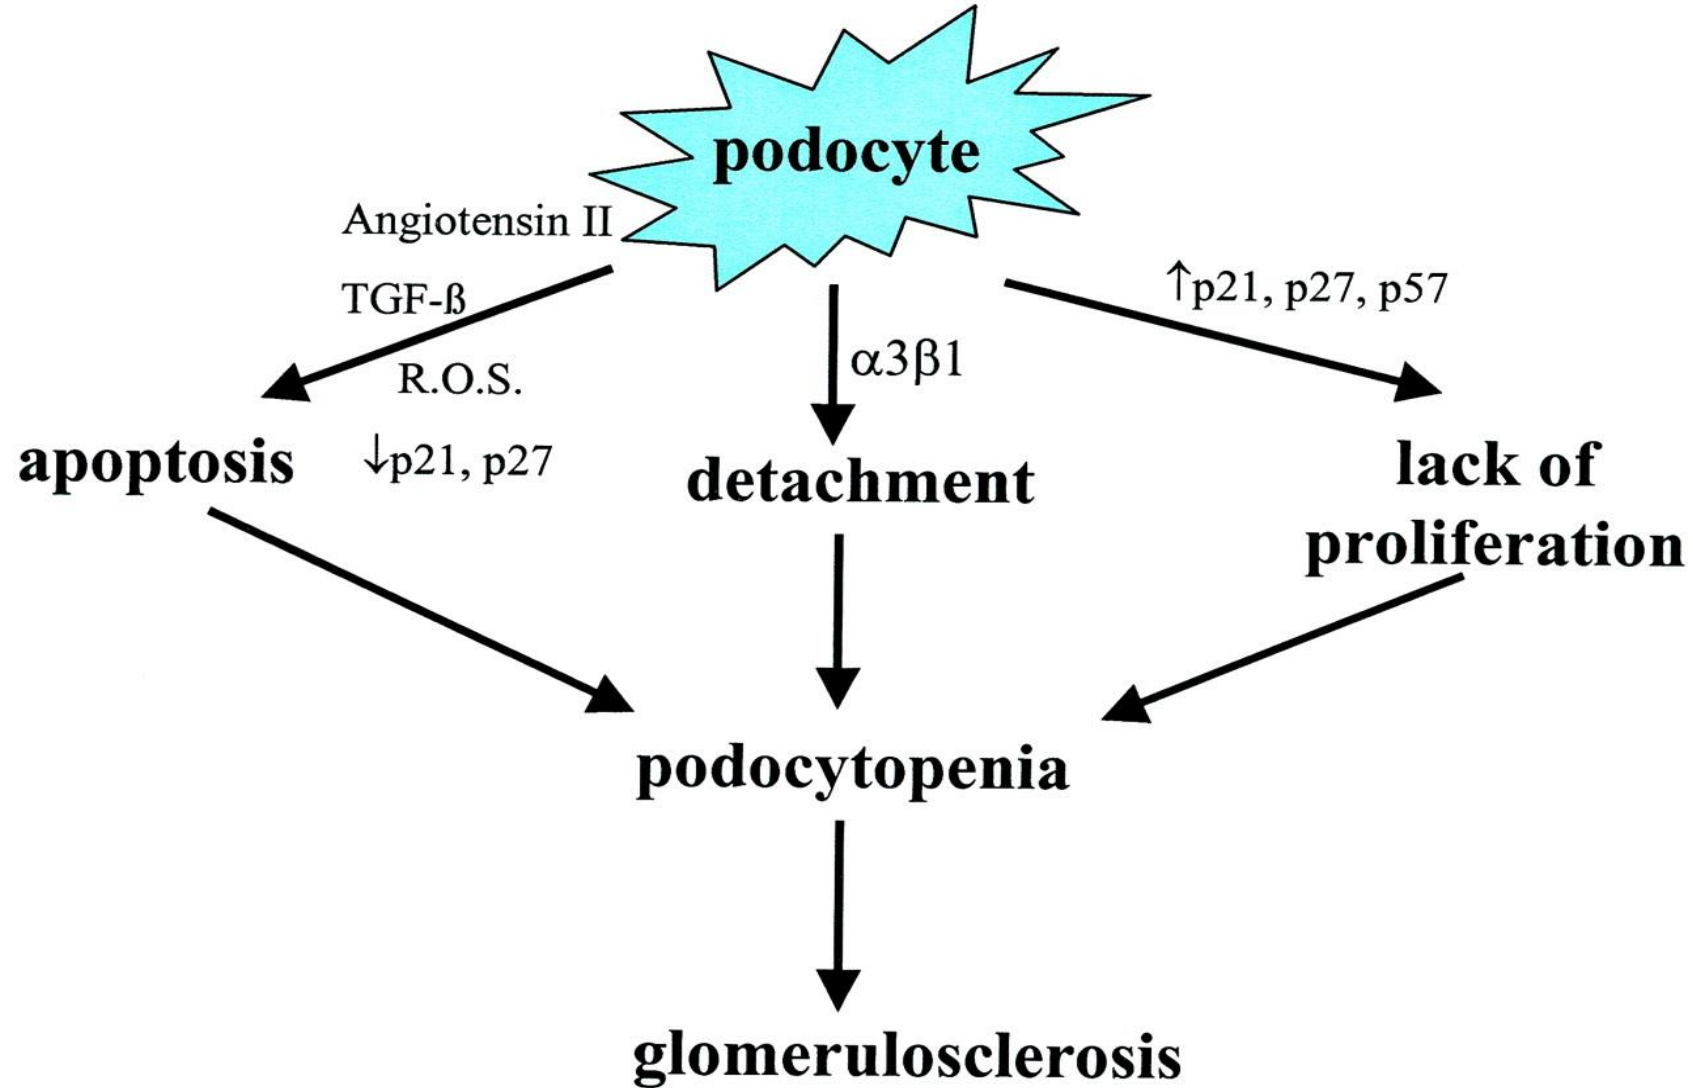 podocyte
Angiotensin II
TGF-ß
↑p21, p27, p57
α3β1
R.O.S.
apoptosis
↓p21, p27
detachment
lack of
proliferation
podocytopenia
glomerulosclerosis